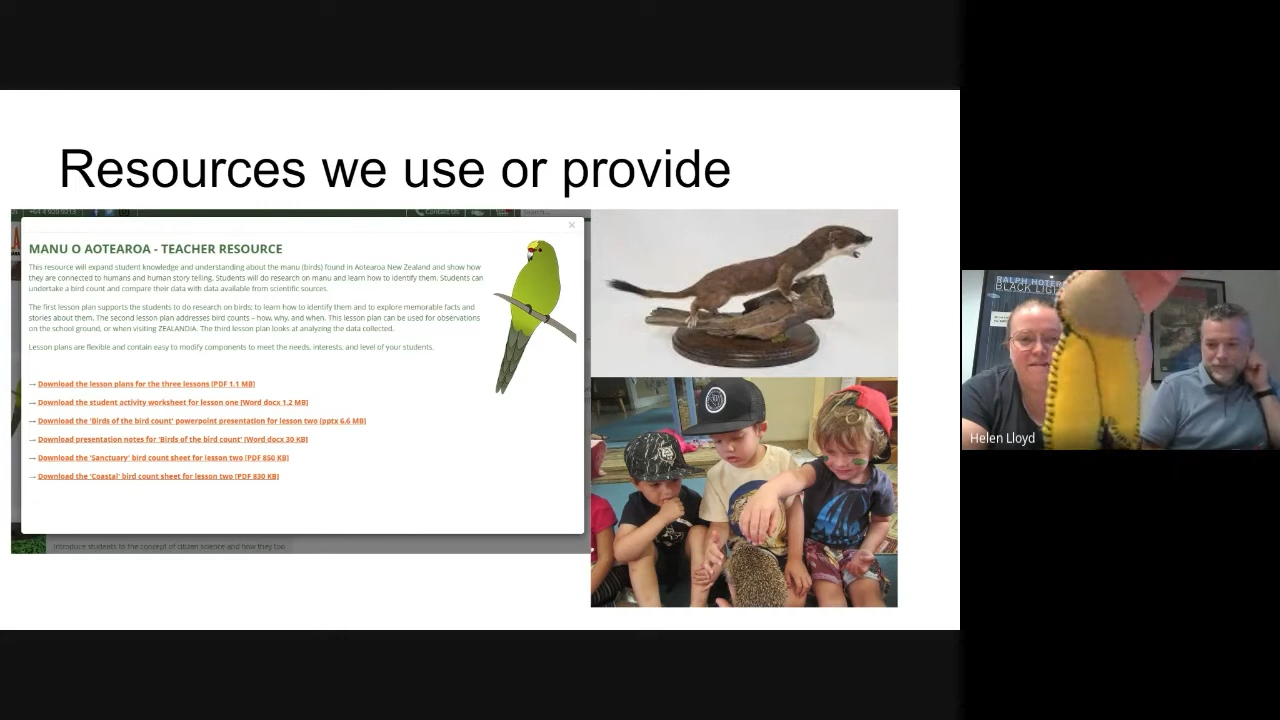 Resources we use or provide
+64 4 920 9213
Contact Us
Search...
MANU O AOTEAROA - TEACHER RESOURCE
This resource will expand student knowledge and understanding about the manu (birds) found in Aotearoa New Zealand and show how
they are connected to humans and human story telling. Students will do research on manu and learn how to identify them. Students can
undertake a bird count and compare their data with data available from scientific sources.
The first lesson plan supports the students to do research on birds; to learn how to identify them and to explore memorable facts and
stories about them. The second lesson plan addresses bird counts – how, why, and when. This lesson plan can be used for observations
on the school ground, or when visiting ZEALANDIA. The third lesson plan looks at analyzing the data collected.
Lesson plans are flexible and contain easy to modify components to meet the needs, interests, and level of your students.
→ Download the lesson plans for the three lessons [PDF 1.1 MB]
→ Download the student activity worksheet for lesson one [Word docx 1.2 MB]
→ Download the 'Birds of the bird count' powerpoint presentation for lesson two (pptx 6.6 MB)
→ Download presentation notes for 'Birds of the bird count' [Word docx 30 KB]
→ Download the 'Sanctuary' bird count sheet for lesson two [PDF 850 KB]
→ Download the 'Coastal' bird count sheet for lesson two [PDF 830 KB]
Introduce students to the concept of citizen science and how they too
RALPH HOTERE
BLACK LIGHT
Helen Lloyd